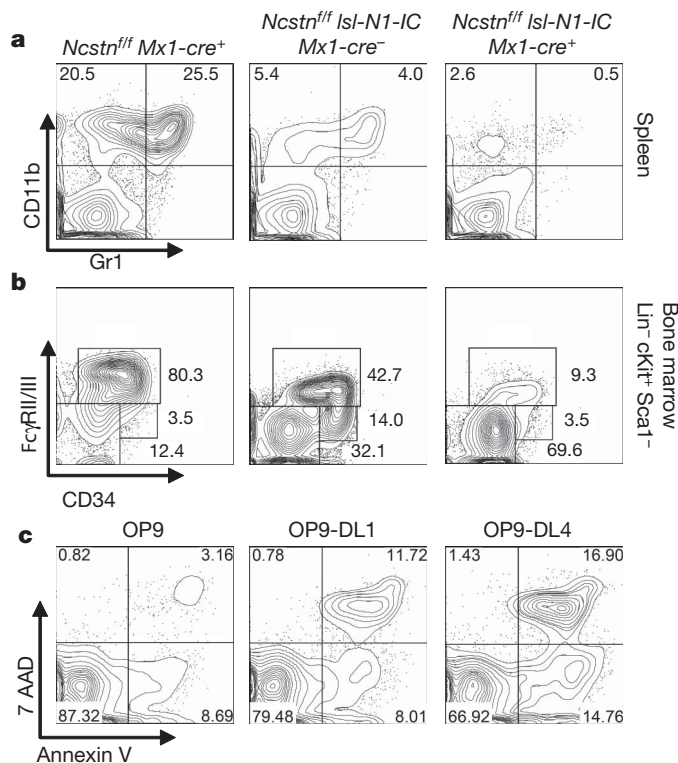 a
Ncstn^f/f Mx1-cre⁺
Ncstn^f/f lsl-N1-IC
Mx1-cre⁻
Ncstn^f/f lsl-N1-IC
Mx1-cre⁺
20.5 25.5
5.4 4.0
2.6 0.5
CD11b
Gr1
Spleen
b
80.3
3.5
12.4
42.7
14.0
32.1
9.3
3.5
69.6
FcγRII/III
CD34
Bone marrow
Lin⁻ cKit⁺ Sca1⁻
c
OP9
OP9-DL1
OP9-DL4
0.82 3.16
0.78 11.72
1.43 16.90
87.32 8.69
79.48 8.01
66.92 14.76
7 AAD
Annexin V